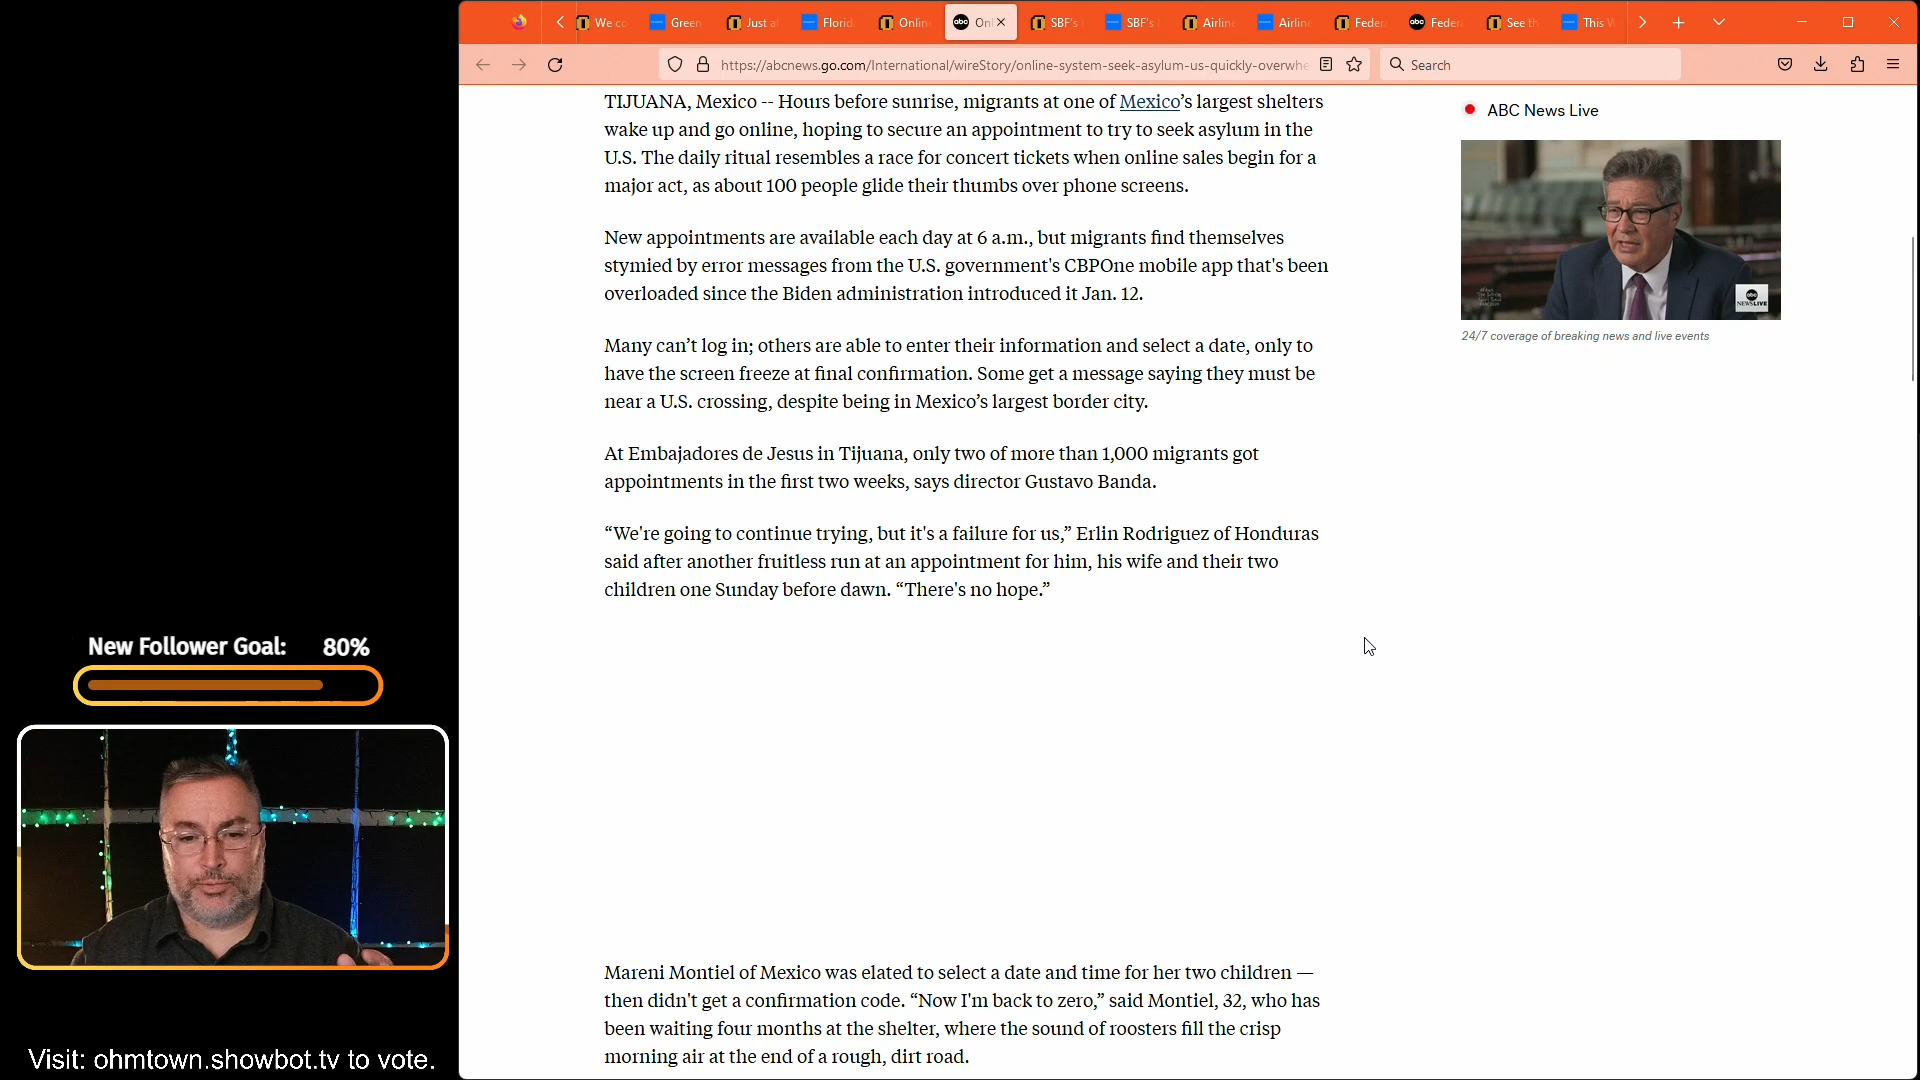 We co
Green
Just a
Florid
Onlin
abc
Onl
SBF's
SBF's
Airlin
Airlin
Feder
abc
Feder
See th
This W
https://abcnews.go.com/International/wireStory/online-system-seek-asylum-us-quickly-overwhe
Search
TIJUANA, Mexico -- Hours before sunrise, migrants at one of Mexico’s largest shelters
wake up and go online, hoping to secure an appointment to try to seek asylum in the
U.S. The daily ritual resembles a race for concert tickets when online sales begin for a
major act, as about 100 people glide their thumbs over phone screens.
New appointments are available each day at 6 a.m., but migrants find themselves
stymied by error messages from the U.S. government's CBPOne mobile app that's been
overloaded since the Biden administration introduced it Jan. 12.
Many can’t log in; others are able to enter their information and select a date, only to
have the screen freeze at final confirmation. Some get a message saying they must be
near a U.S. crossing, despite being in Mexico’s largest border city.
At Embajadores de Jesus in Tijuana, only two of more than 1,000 migrants got
appointments in the first two weeks, says director Gustavo Banda.
“We're going to continue trying, but it's a failure for us,” Erlin Rodriguez of Honduras
said after another fruitless run at an appointment for him, his wife and their two
children one Sunday before dawn. “There's no hope.”
Mareni Montiel of Mexico was elated to select a date and time for her two children —
then didn't get a confirmation code. “Now I'm back to zero,” said Montiel, 32, who has
been waiting four months at the shelter, where the sound of roosters fill the crisp
morning air at the end of a rough, dirt road.
ABC News Live
abc
NEWSLIVE
24/7 coverage of breaking news and live events
New Follower Goal: 80%
Visit: ohmtown.showbot.tv to vote.